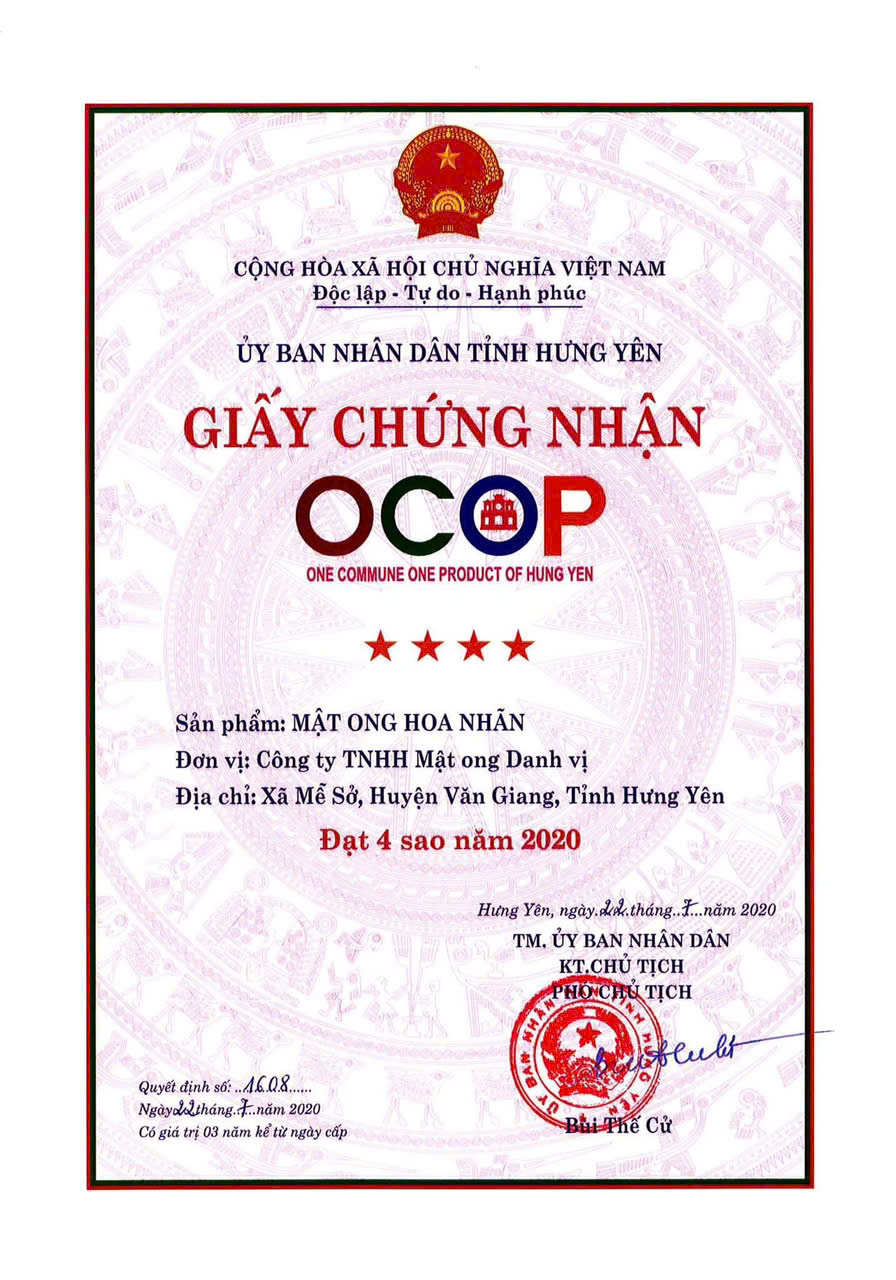 CỘNG HÒA XÃ HỘI CHỦ NGHĨA VIỆT NAM
Độc lập - Tự do - Hạnh phúc
ỦY BAN NHÂN DÂN TỈNH HƯNG YÊN
GIẤY CHỨNG NHẬN
OCOP
ONE COMMUNE ONE PRODUCT OF HUNG YEN
Sản phẩm: MẬT ONG HOA NHÃN
Đơn vị: Công ty TNHH Mật ong Danh vị
Địa chỉ: Xã Mễ Sở, Huyện Văn Giang, Tỉnh Hưng Yên
Đạt 4 sao năm 2020
Hưng Yên, ngày.22.tháng..7...năm 2020
TM. ỦY BAN NHÂN DÂN
KT.CHỦ TỊCH
PHÓ CHỦ TỊCH
ỦY BAN NHÂN DÂN TỈNH HƯNG YÊN
Bùi Thế Cử
Quyết định số: ..1608......
Ngày22tháng.7..năm 2020
Có giá trị 03 năm kể từ ngày cấp